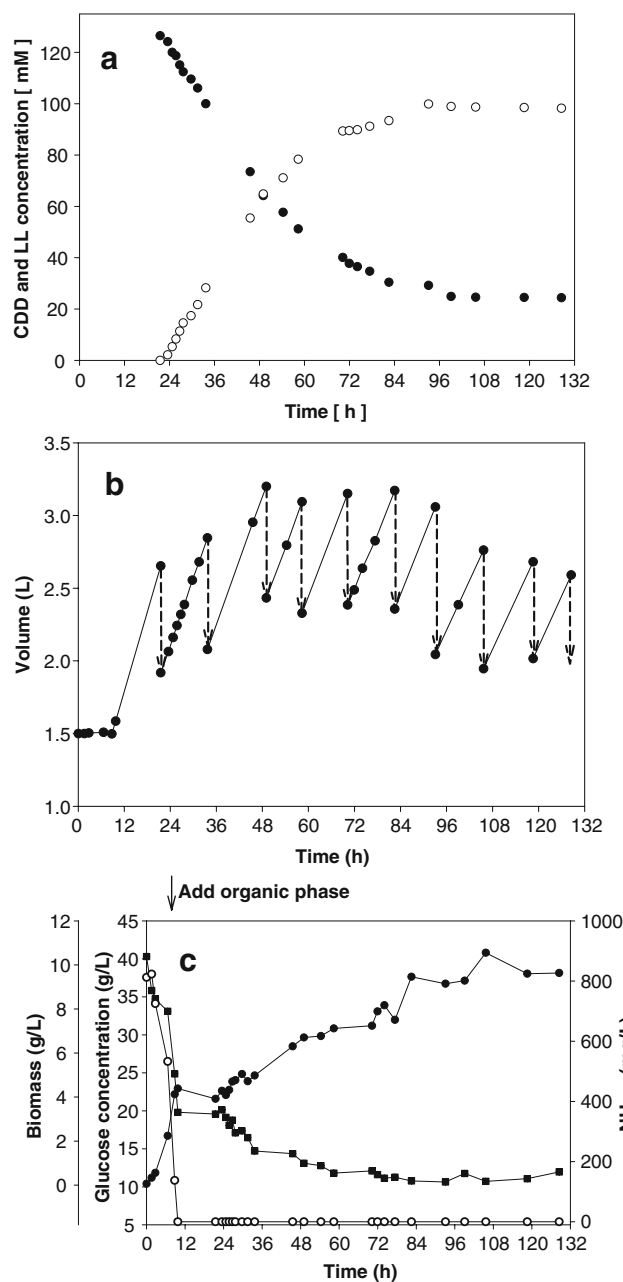 a
CDD and LL concentration [ mM ]
120
100
80
60
40
20
0
0 12 24 36 48 60 72 84 96 108 120 132
Time [ h ]
b
Volume (L)
3.5
3.0
2.5
2.0
1.5
1.0
0 12 24 36 48 60 72 84 96 108 120 132
Time (h)
Add organic phase
c
Biomass (g/L)
12
10
8
6
4
2
0
Glucose concentration (g/L)
45
40
35
30
25
20
15
10
5
1000
800
600
400
200
0
0 12 24 36 48 60 72 84 96 108 120 132
Time (h)